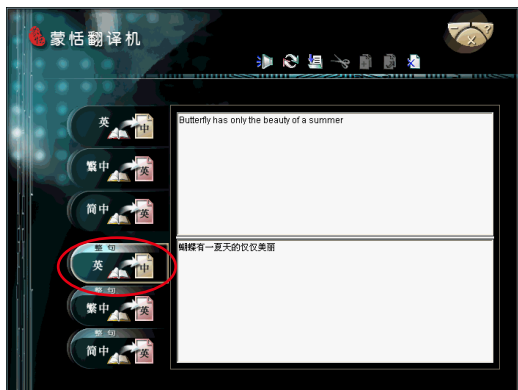 蒙恬翻译机
英 中
Butterfly has only the beauty of a summer
繁中 英
简中 英
整句
英 中
蝴蝶有一夏天的仅仅美丽
整句
繁中 英
整句
简中 英